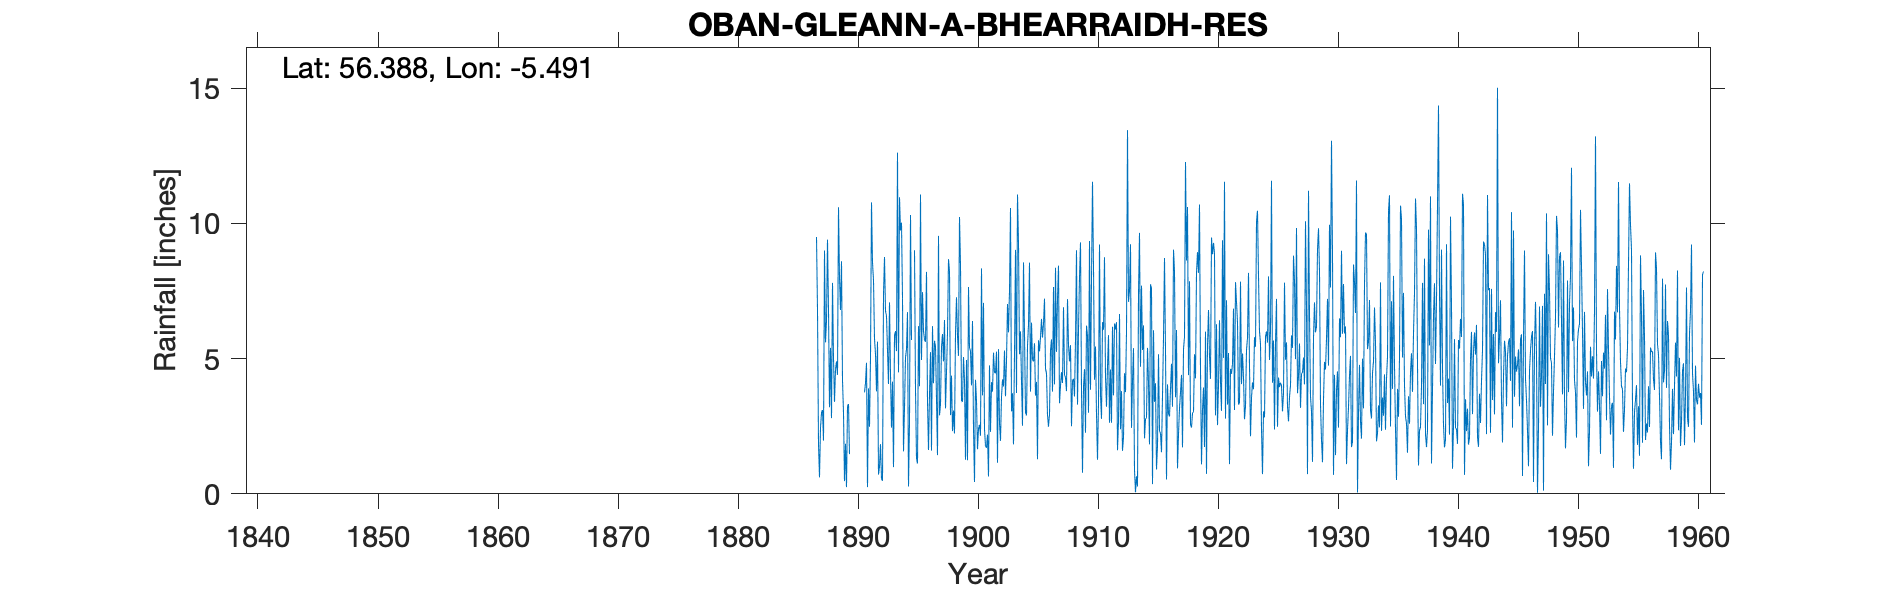 OBAN-GLEANN-A-BHEARRAIDH-RES
Lat: 56.388, Lon: -5.491
15
10
5
0
Rainfall [inches]
1840 1850 1860 1870 1880 1890 1900 1910 1920 1930 1940 1950 1960
Year